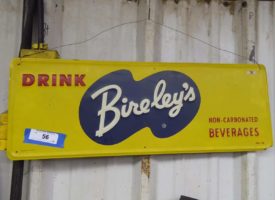 DRINK
Bireley's
NON-CARBONATED
BEVERAGES
56